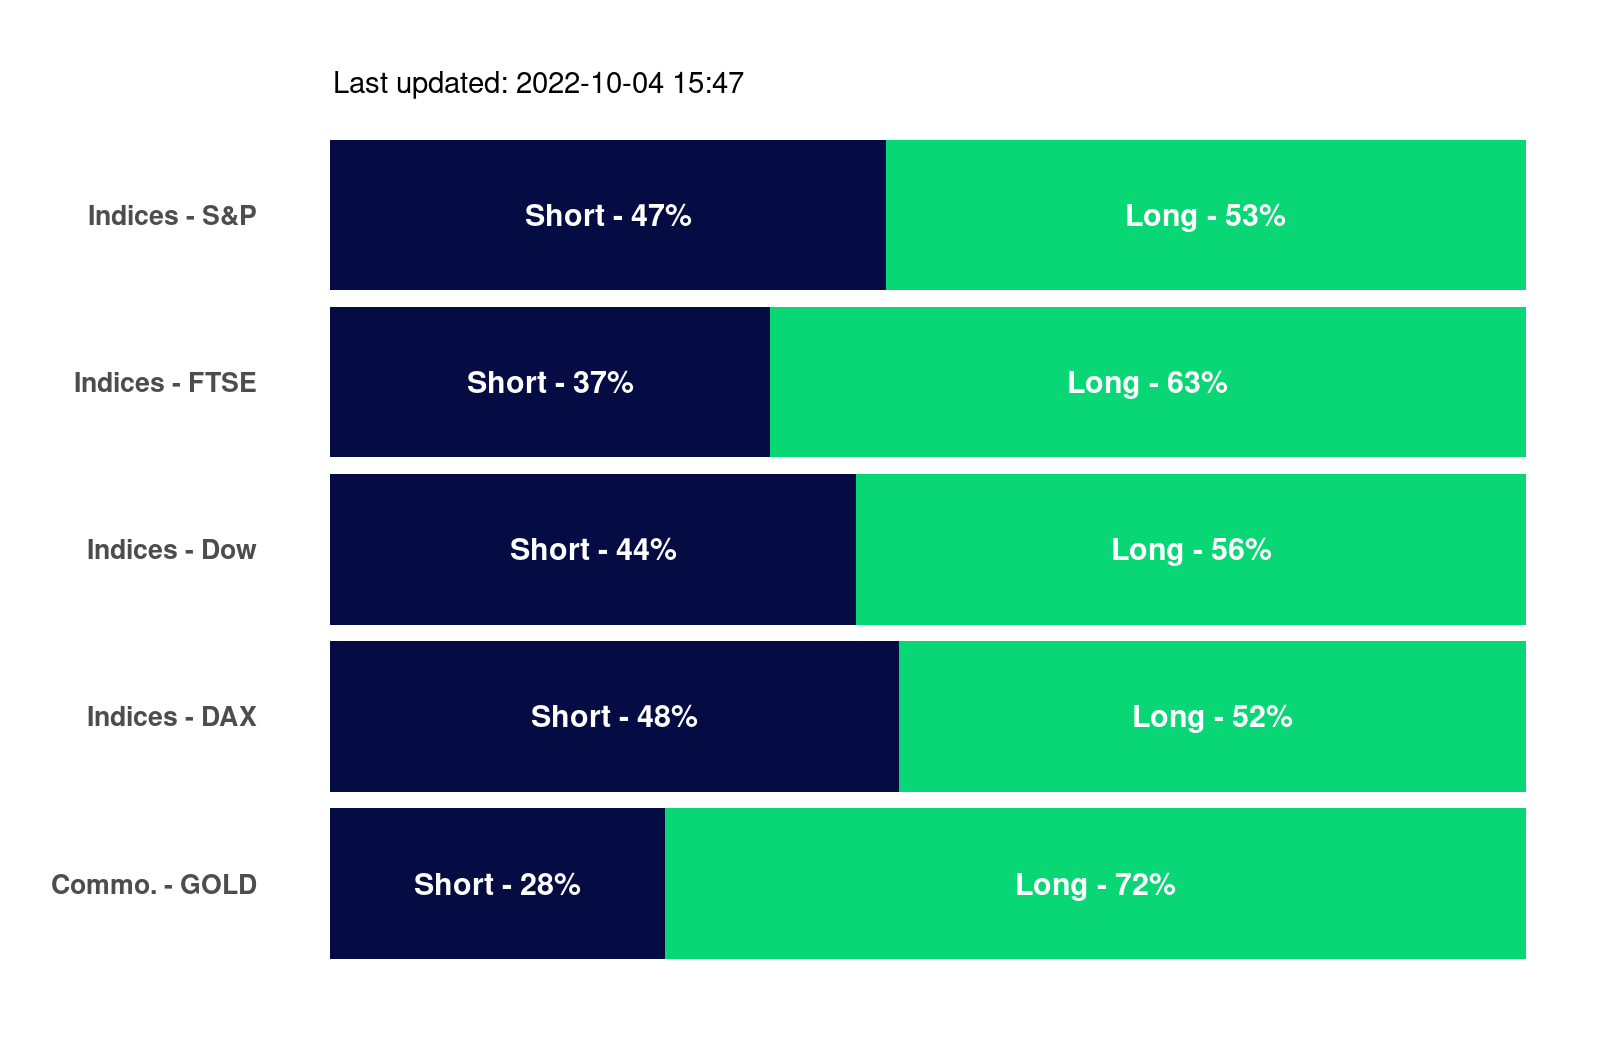 Last updated: 2022-10-04 15:47
Indices - S&P Short - 47% Long - 53%
Indices - FTSE Short - 37% Long - 63%
Indices - Dow Short - 44% Long - 56%
Indices - DAX Short - 48% Long - 52%
Commo. - GOLD Short - 28% Long - 72%